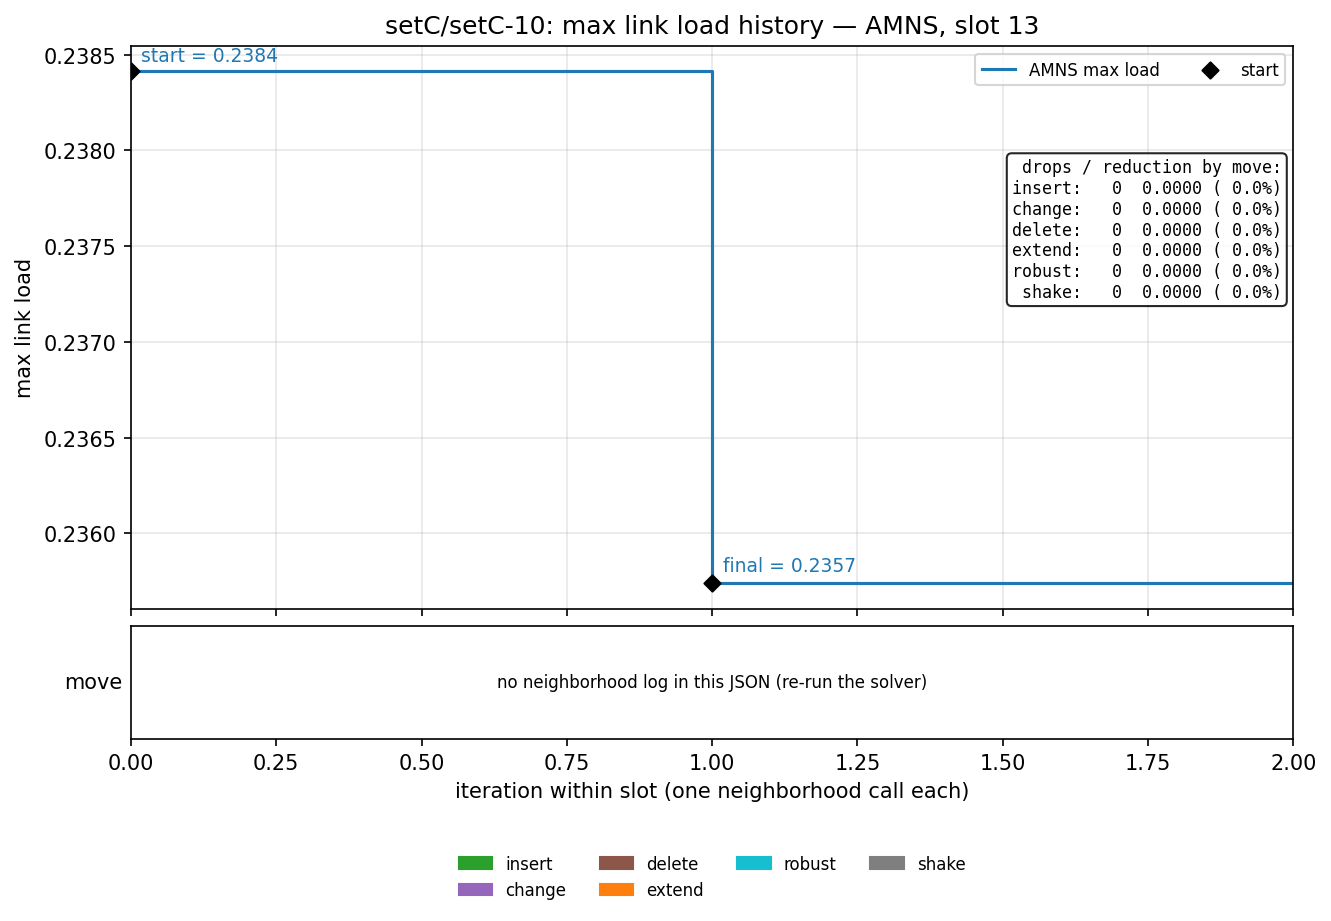 setC/setC-10: max link load history — AMNS, slot 13
start = 0.2384
AMNS max load
start
drops / reduction by move:
insert: 0 0.0000 ( 0.0%)
change: 0 0.0000 ( 0.0%)
delete: 0 0.0000 ( 0.0%)
extend: 0 0.0000 ( 0.0%)
robust: 0 0.0000 ( 0.0%)
shake: 0 0.0000 ( 0.0%)
0.2385
0.2380
0.2375
0.2370
0.2365
0.2360
max link load
final = 0.2357
move
no neighborhood log in this JSON (re-run the solver)
0.00 0.25 0.50 0.75 1.00 1.25 1.50 1.75 2.00
iteration within slot (one neighborhood call each)
insert delete robust shake
change extend